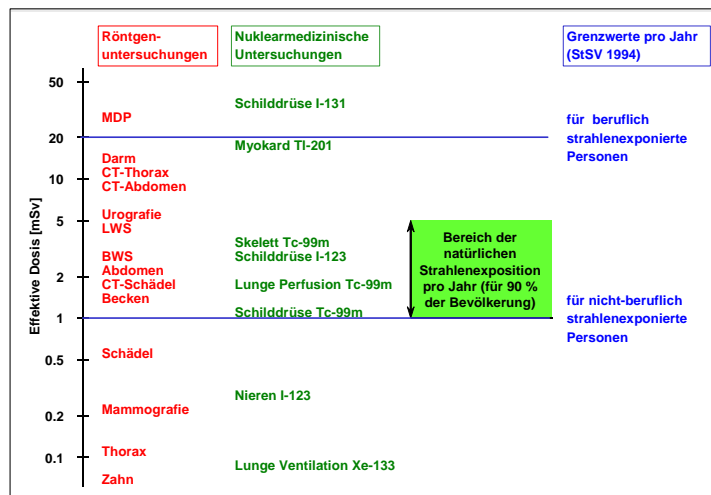 Röntgen-
untersuchungen
Nuklearmedizinische
Untersuchungen
Grenzwerte pro Jahr
(StSV 1994)
Effektive Dosis [mSv]
50
20
10
5
2
1
0.5
0.2
0.1
MDP
Darm
CT-Thorax
CT-Abdomen
Urografie
LWS
BWS
Abdomen
CT-Schädel
Becken
Schädel
Mammografie
Thorax
Zahn
Schilddrüse I-131
Myokard Tl-201
Skelett Tc-99m
Schilddrüse I-123
Lunge Perfusion Tc-99m
Schilddrüse Tc-99m
Nieren I-123
Lunge Ventilation Xe-133
Bereich der
natürlichen
Strahlenexposition
pro Jahr (für 90 %
der Bevölkerung)
für beruflich
strahlenexponierte
Personen
für nicht-beruflich
strahlenexponierte
Personen